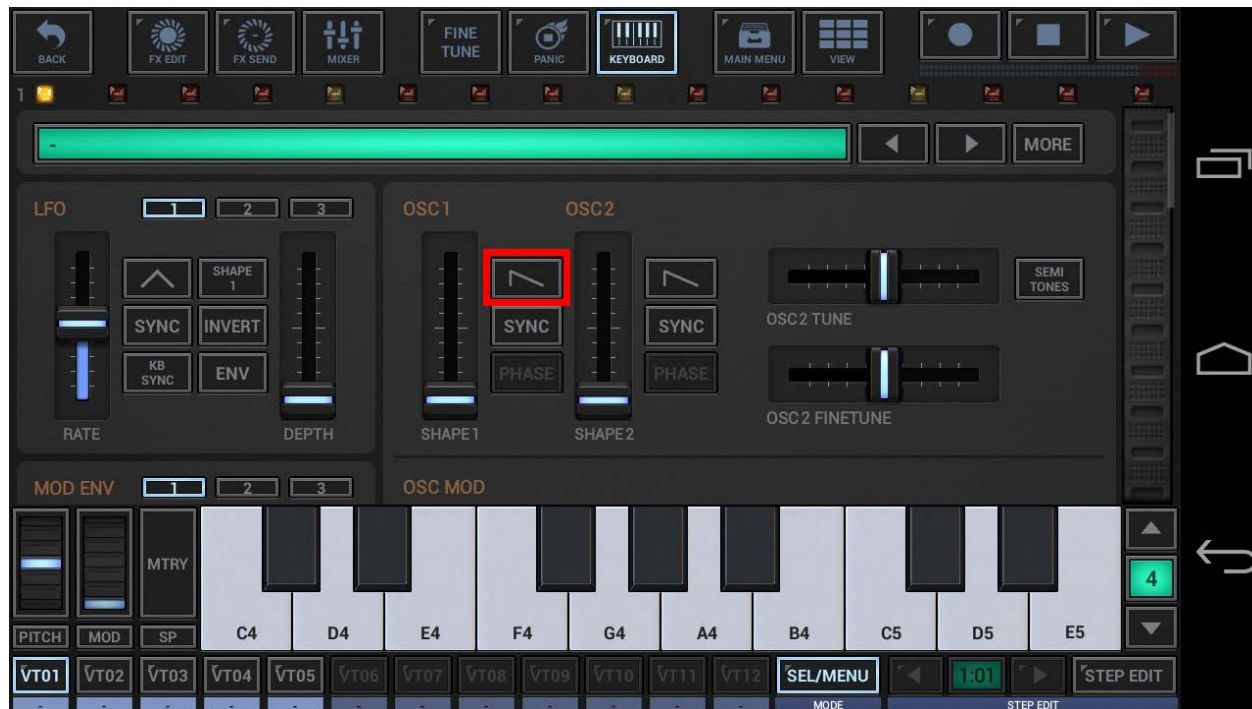 BACK FX EDIT FX SEND MIXER FINE TUNE PANIC KEYBOARD MAIN MENU VIEW
1
- MORE
LFO 1 2 3 OSC1 OSC2
SHAPE 1 SEMI TONES
SYNC INVERT SYNC SYNC OSC2 TUNE
KB SYNC ENV PHASE PHASE
OSC2 FINETUNE
RATE DEPTH SHAPE1 SHAPE2
MOD ENV 1 2 3 OSC MOD
MTRY 4
PITCH MOD SP C4 D4 E4 F4 G4 A4 B4 C5 D5 E5
VT01 VT02 VT03 VT04 VT05 VT06 VT07 VT08 VT09 VT10 VT11 VT12 SEL/MENU 1:01 STEP EDIT
- - - - - - - - - - - - MODE STEP EDIT